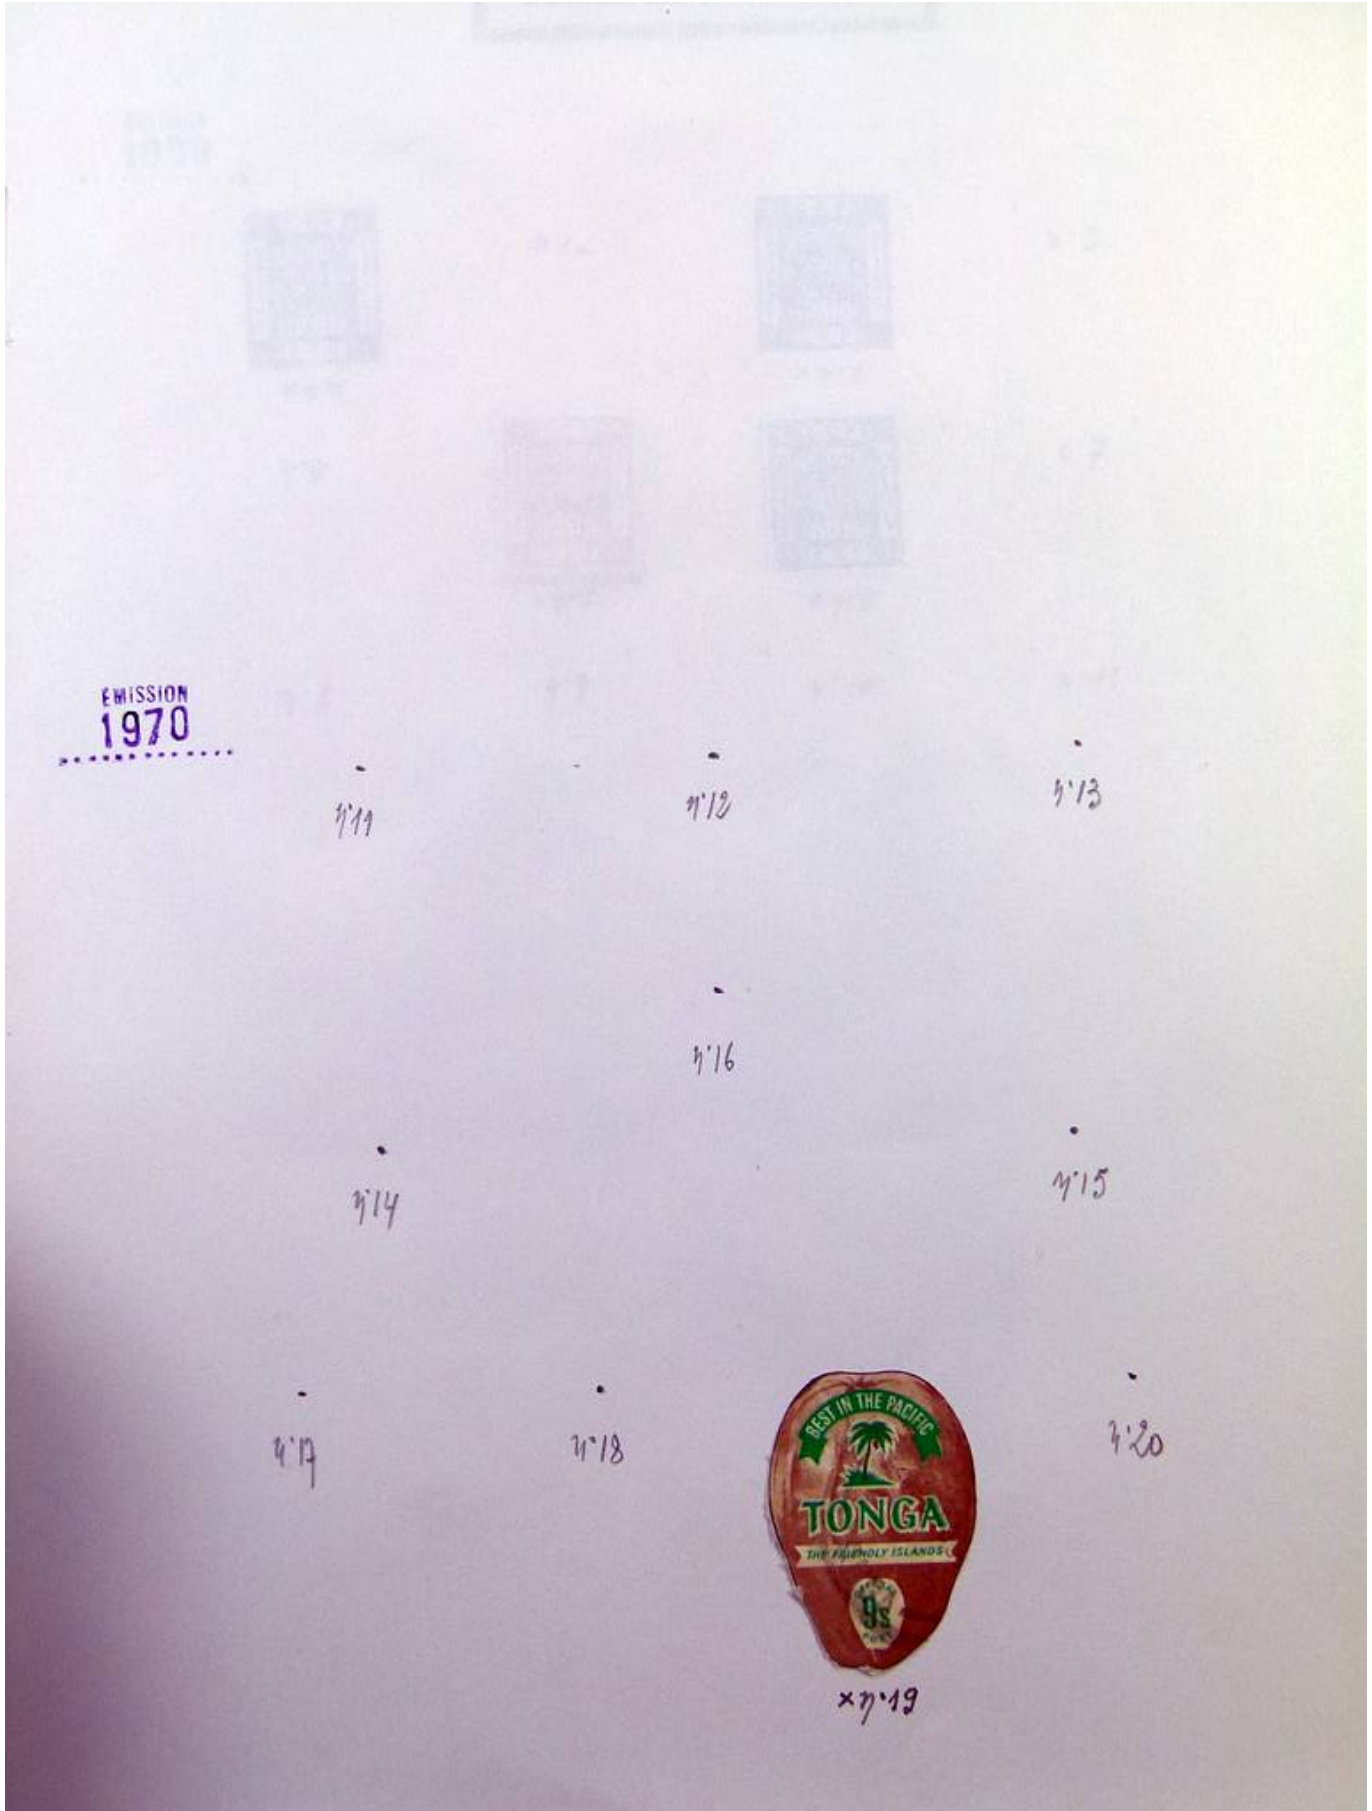 EMISSION
1970
n°11
n°12
n°13
n°16
n°14
n°15
n°17
n°18
n°20
BEST IN THE PACIFIC
TONGA
THE FRIENDLY ISLANDS
9s
x n°19